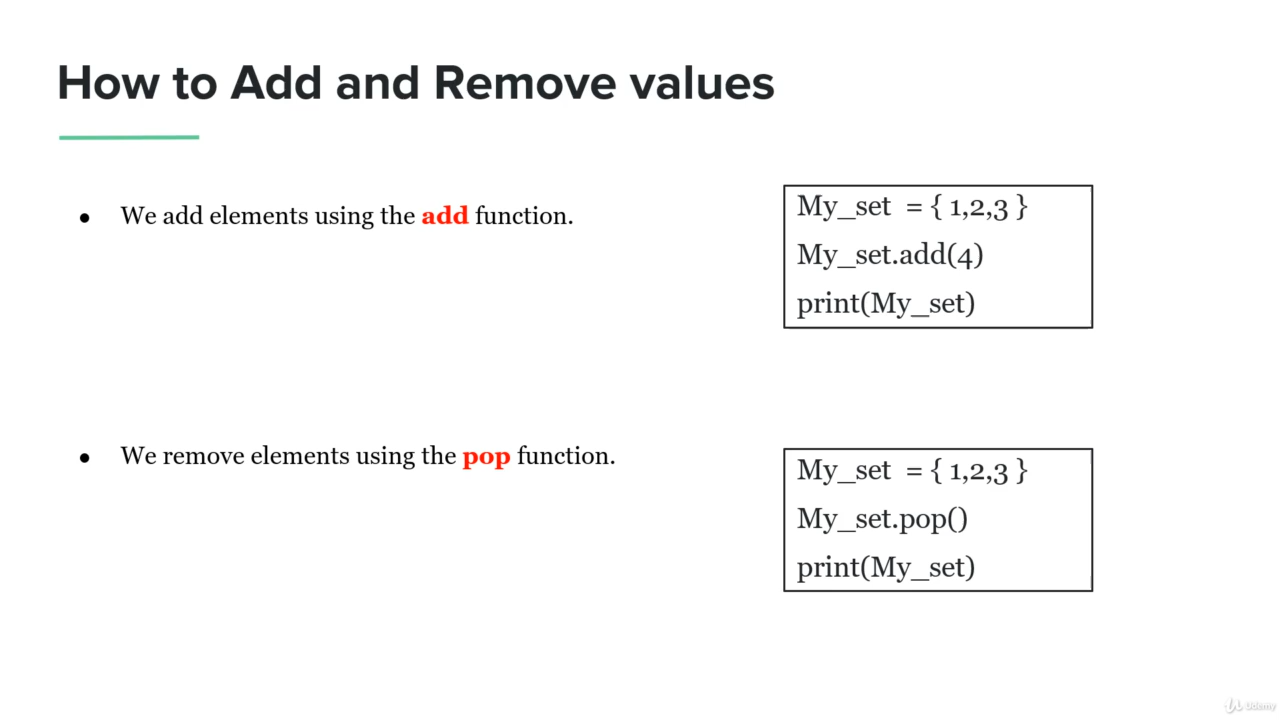 How to Add and Remove values
● We add elements using the add function.
My_set = { 1,2,3 }
My_set.add(4)
print(My_set)
● We remove elements using the pop function.
My_set = { 1,2,3 }
My_set.pop()
print(My_set)
Udemy